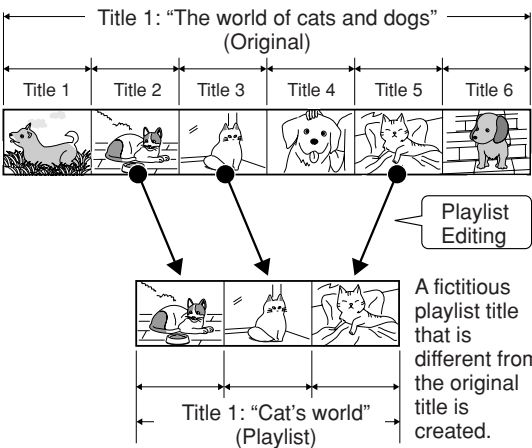 Title 1: “The world of cats and dogs”
(Original)
Title 1 Title 2 Title 3 Title 4 Title 5 Title 6
Playlist
Editing
A fictitious
playlist title
that is
different from
the original
title is
created.
Title 1: “Cat’s world”
(Playlist)